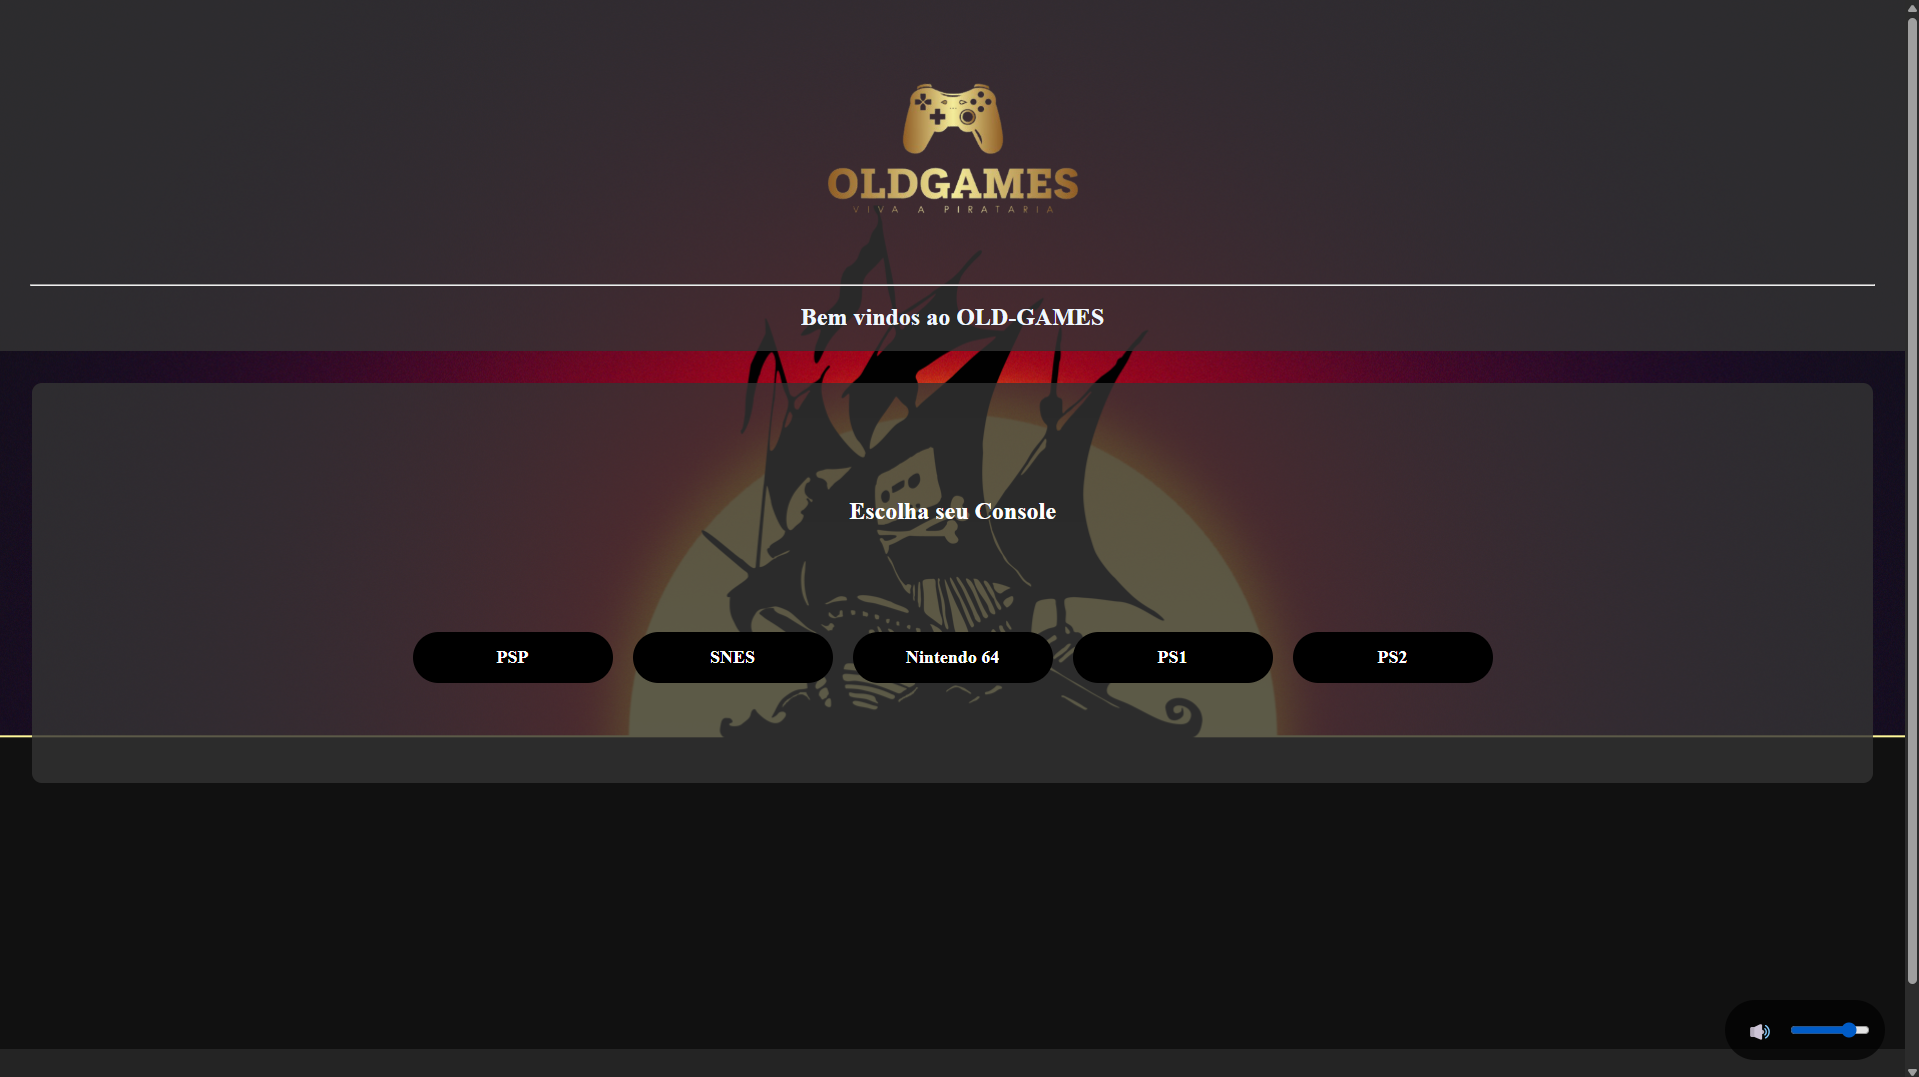 OLDGAMES
VIVA A PIRATARIA
Bem vindos ao OLD-GAMES
Escolha seu Console
PSP
SNES
Nintendo 64
PS1
PS2